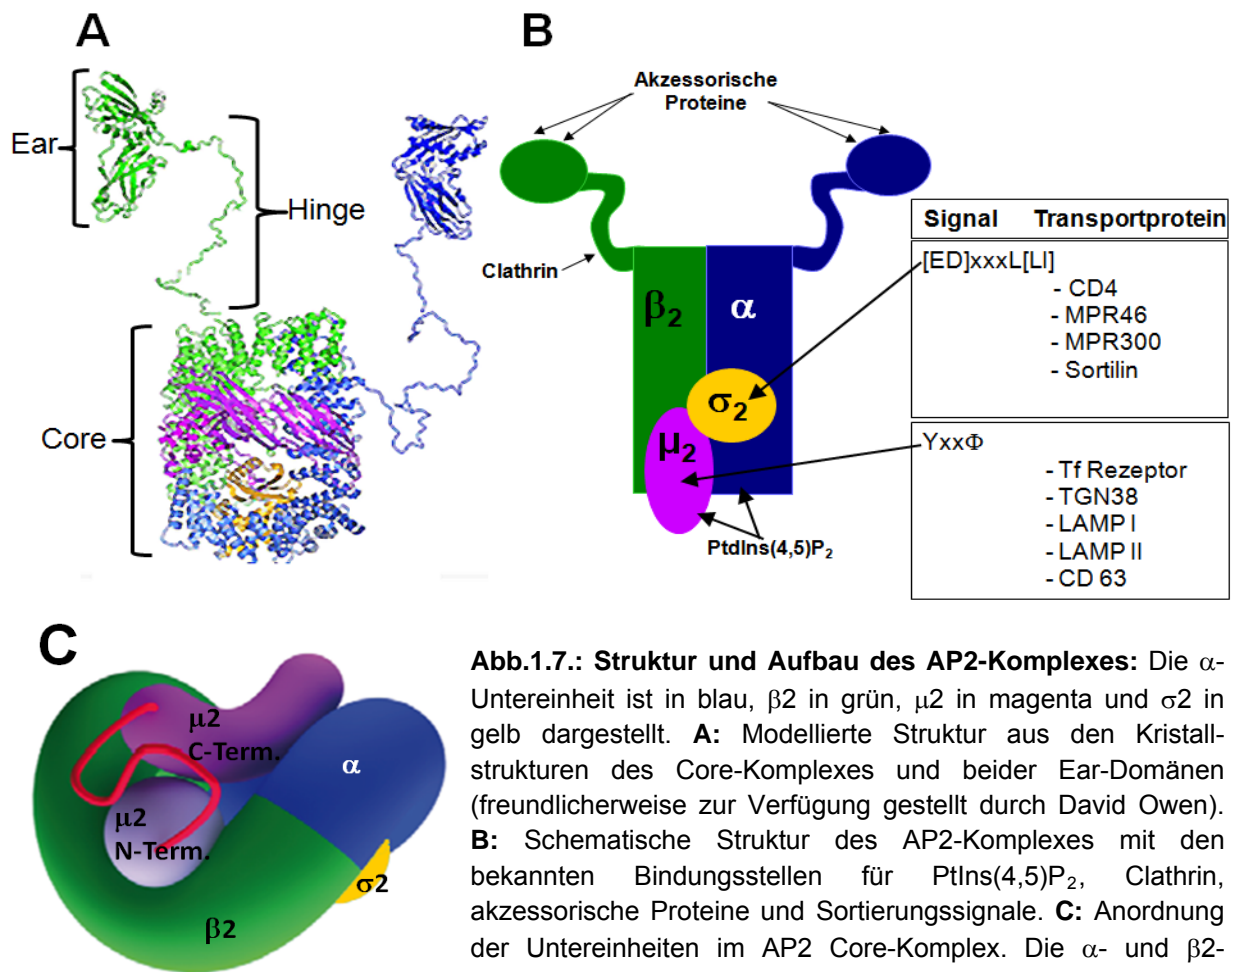 A
B
Ear
Hinge
Core
Akzessorische
Proteine
Clathrin
β2
α
σ2
μ2
PtdIns(4,5)P2
Signal Transportprotein
[ED]xxxL[LI]
- CD4
- MPR46
- MPR300
- Sortilin
YxxΦ
- Tf Rezeptor
- TGN38
- LAMP I
- LAMP II
- CD 63
C
μ2
C-Term.
α
μ2
N-Term.
σ2
β2
Abb.1.7.: Struktur und Aufbau des AP2-Komplexes: Die α-
Untereinheit ist in blau, β2 in grün, μ2 in magenta und σ2 in
gelb dargestellt. A: Modellierte Struktur aus den Kristall-
strukturen des Core-Komplexes und beider Ear-Domänen
(freundlicherweise zur Verfügung gestellt durch David Owen).
B: Schematische Struktur des AP2-Komplexes mit den
bekannten Bindungsstellen für PtIns(4,5)P2, Clathrin,
akzessorische Proteine und Sortierungssignale. C: Anordnung
der Untereinheiten im AP2 Core-Komplex. Die α- und β2-